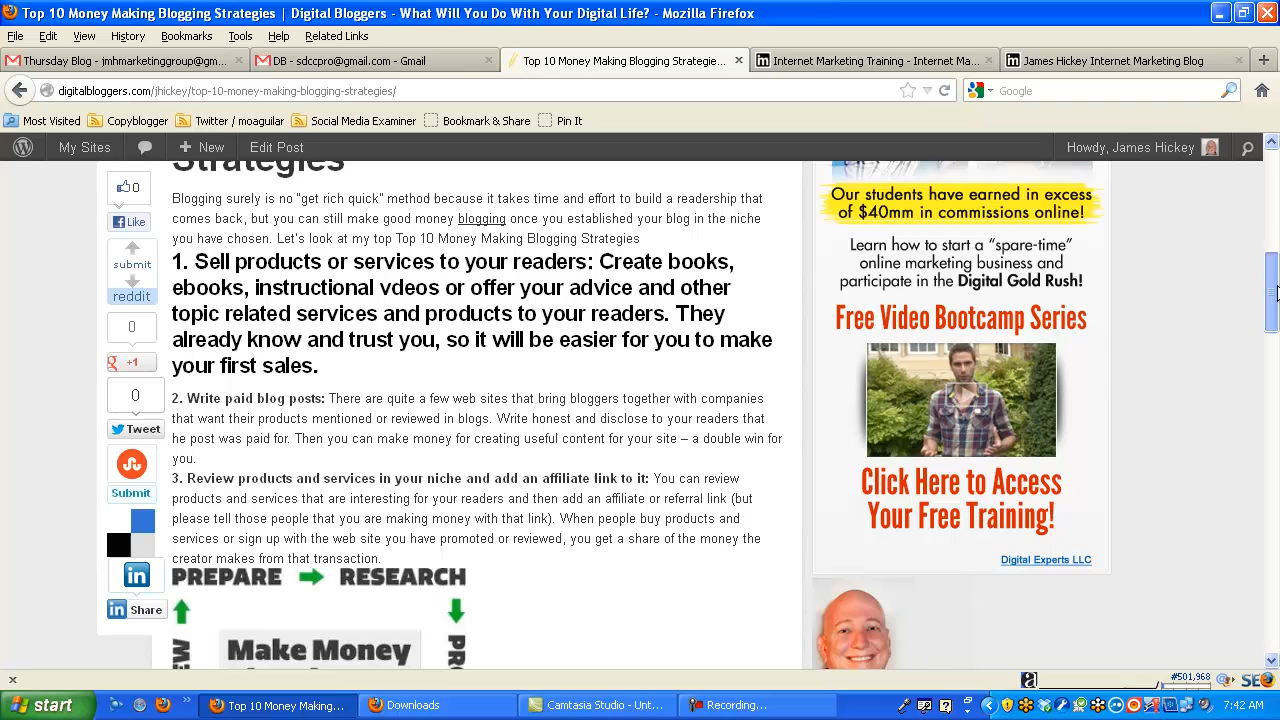 Top 10 Money Making Blogging Strategies | Digital Bloggers - What Will You Do With Your Digital Life? - Mozilla Firefox
File Edit View History Bookmarks Tools Help Related Links
Thursday Blog - jmhmarketinggroup@gm...
DB - sdjammo@gmail.com - Gmail
Top 10 Money Making Blogging Strategie...
Internet Marketing Training - Internet Ma...
James Hickey Internet Marketing Blog
digitalbloggers.com/jhickey/top-10-money-making-blogging-strategies/
Google
Most Visited Copyblogger Twitter / moaguilar Social Media Examiner Bookmark & Share Pin It
My Sites New Edit Post Howdy, James Hickey
Strategies
Blogging surely is no "get rich quick" method because it takes time and effort to build a readership that
comes back, but you can still make good money blogging once you established your blog in the niche
you have chosen. Let's look at my top Top 10 Money Making Blogging Strategies
1. Sell products or services to your readers: Create books,
ebooks, instructional vdeos or offer your advice and other
topic related services and products to your readers. They
already know and trust you, so it will be easier for you to make
your first sales.
2. Write paid blog posts: There are quite a few web sites that bring bloggers together with companies
that want their products mentioned or reviewed in blogs. Write honest and disclose to your readers that
he post was paid for. Then you can make money for creating useful content for your site – a double win for
you.
3. Review products and services in your niche and add an affiliate link to it: You can review
products and services that are interesting for your readers and then add an affiliate or referral link (but
please tell those people that you are making money with that link). When people buy products and
services or sign up with the web site you have promoted or reviewed, you get a share of the money the
creator makes from that transaction.
PREPARE RESEARCH
Make Money
ME
PRO
0
Like
submit
reddit
0
+1
0
Tweet
Submit
in
in Share
Our students have earned in excess
of $40mm in commissions online!
Learn how to start a "spare-time"
online marketing business and
participate in the Digital Gold Rush!
Free Video Bootcamp Series
Click Here to Access
Your Free Training!
Digital Experts LLC
#501,968
SEO
start
Top 10 Money Making...
Downloads
Camtasia Studio - Unt...
Recording...
7:42 AM